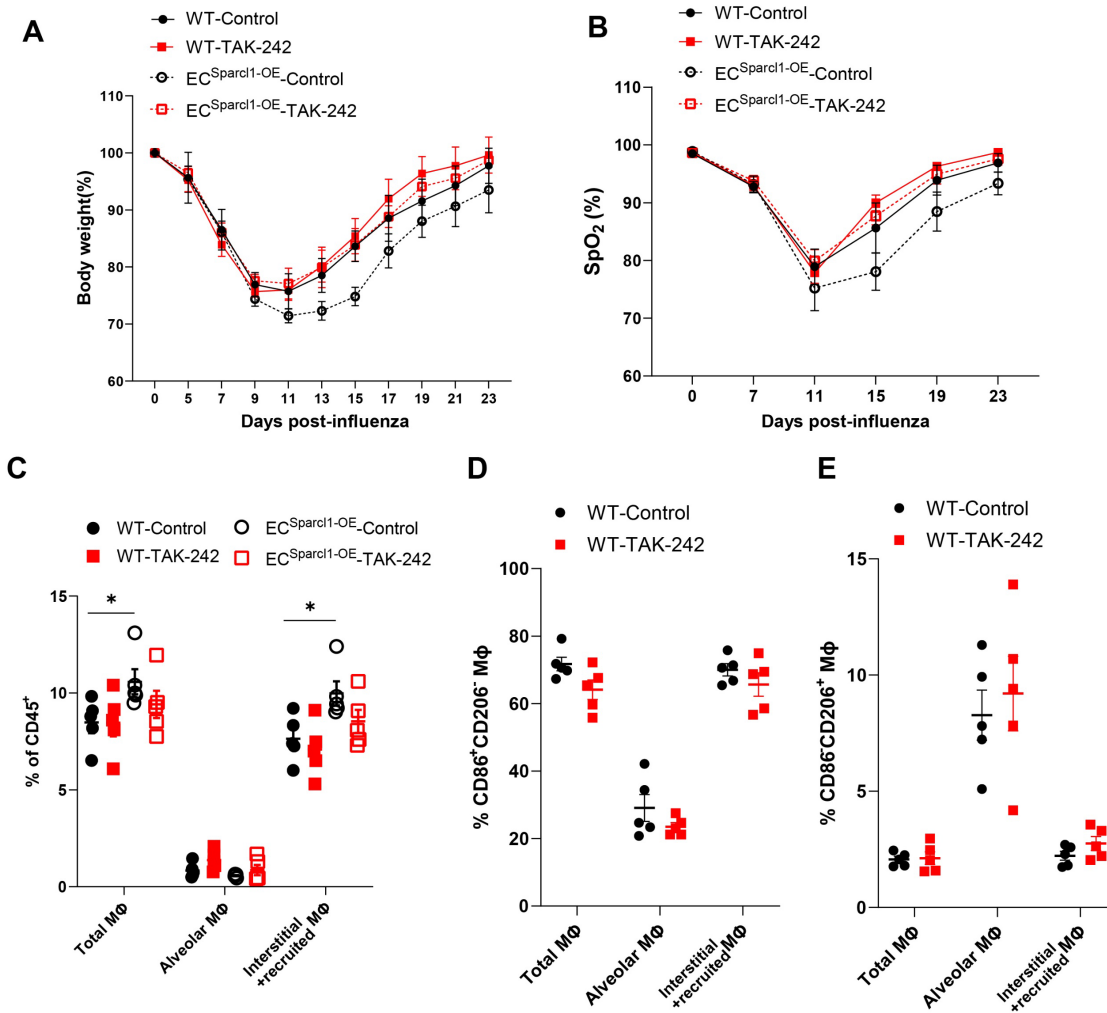 A
WT-Control
WT-TAK-242
EC^Sparcl1-OE-Control
EC^Sparcl1-OE-TAK-242
Body weight(%)
110
100
90
80
70
60
0 5 7 9 11 13 15 17 19 21 23
Days post-influenza
B
WT-Control
WT-TAK-242
EC^Sparcl1-OE-Control
EC^Sparcl1-OE-TAK-242
SpO₂ (%)
110
100
90
80
70
60
0 7 11 15 19 23
Days post-influenza
C
WT-Control
WT-TAK-242
EC^Sparcl1-OE-Control
EC^Sparcl1-OE-TAK-242
% of CD45⁺
15
10
5
0
*
*
Total MΦ
Alveolar MΦ
Interstitial
+recruited MΦ
D
WT-Control
WT-TAK-242
% CD86⁺CD206⁻ MΦ
100
80
60
40
20
0
Total MΦ
Alveolar MΦ
Interstitial
+recruited MΦ
E
WT-Control
WT-TAK-242
% CD86⁻CD206⁺ MΦ
15
10
5
0
Total MΦ
Alveolar MΦ
Interstitial
+recruited MΦ